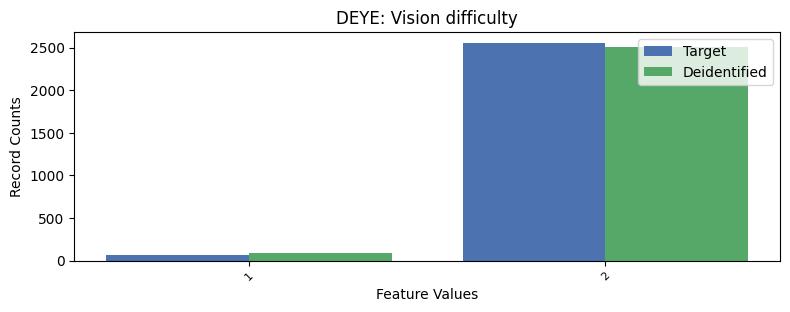 DEYE: Vision difficulty
Target
Deidentified
2500
2000
1500
1000
500
0
Record Counts
1
2
Feature Values